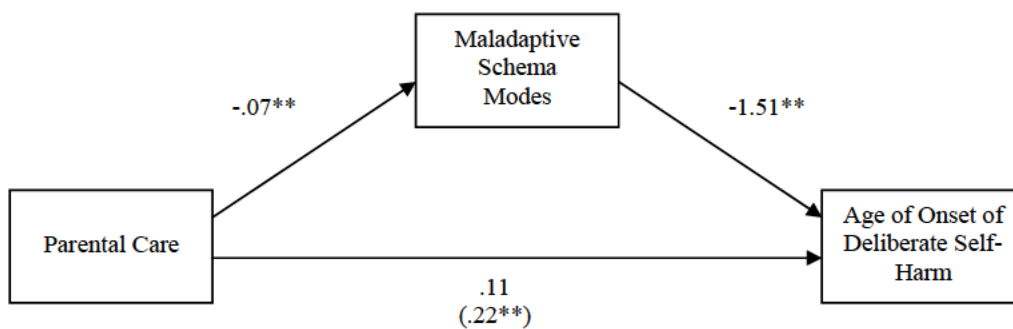 Maladaptive
Schema
Modes
-.07**
-1.51**
Parental Care
Age of Onset of
Deliberate Self-
Harm
.11
(.22**)